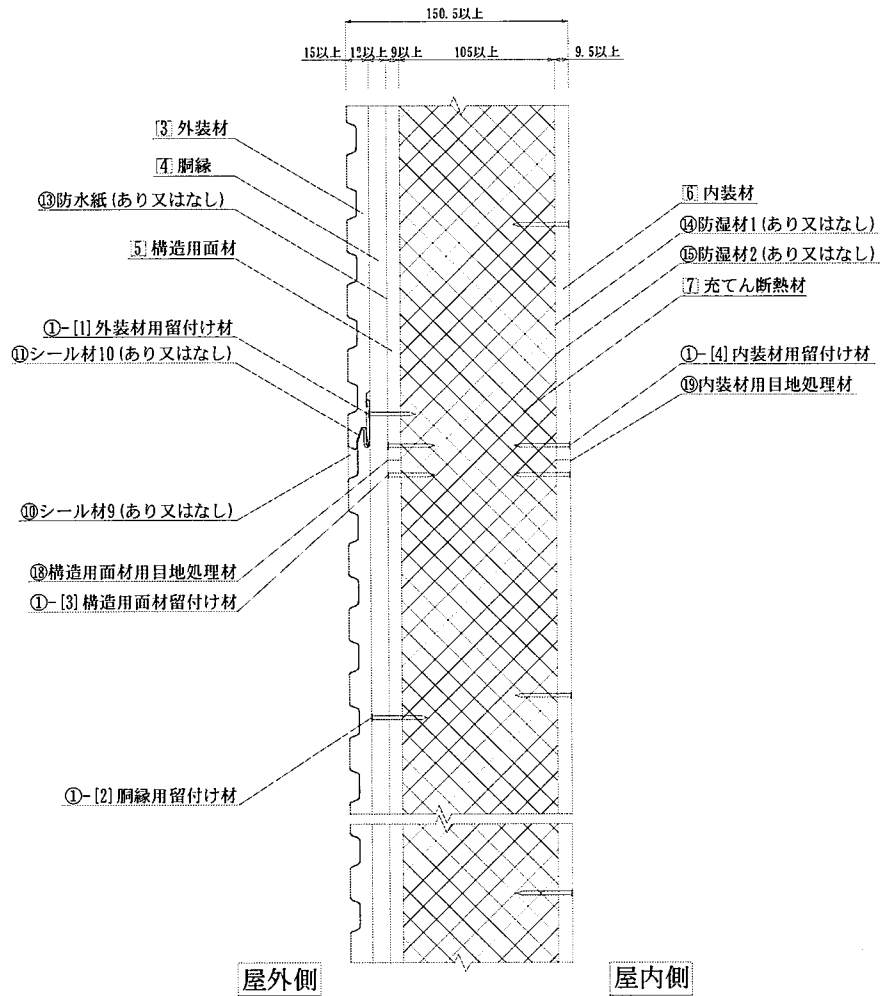 150.5以上
15以上 12以上 9以上 105以上 9.5以上
[3] 外装材
[4] 胴縁
⑬防水紙(あり又はなし)
[5] 構造用面材
①-[1]外装材用留付け材
⑪シール材10(あり又はなし)
⑩シール材9(あり又はなし)
⑱構造用面材用目地処理材
①-[3]構造用面材留付け材
①-[2]胴縁用留付け材
[6] 内装材
⑭防湿材1(あり又はなし)
⑮防湿材2(あり又はなし)
[7] 充てん断熱材
①-[4]内装材用留付け材
⑲内装材用目地処理材
屋外側
屋内側